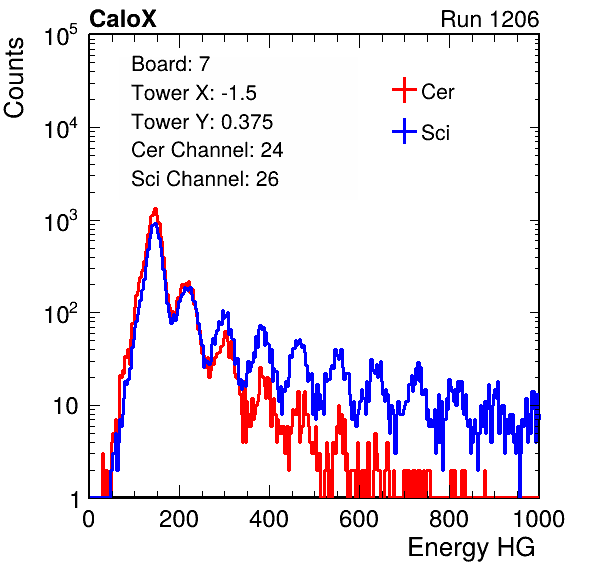 CaloX Run 1206
Counts
Board: 7
Tower X: -1.5
Tower Y: 0.375
Cer Channel: 24
Sci Channel: 26
Cer
Sci
10^5
10^4
10^3
10^2
10
1
0 200 400 600 800 1000
Energy HG